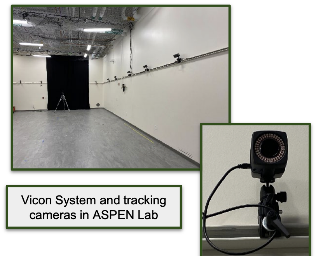 Vicon System and tracking
cameras in ASPEN Lab